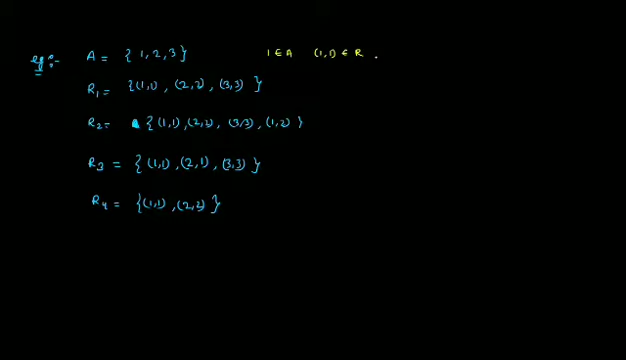 eg:- A = { 1, 2, 3 } 1 ∈ A (1,1) ∈ R .
R1 = {(1,1) , (2,2) , (3,3) }
R2 = { (1,1) , (2,2) , (3,3) , (1,2) }
R3 = { (1,1) , (2,1) , (3,3) }
R4 = { (1,1) , (2,2) }